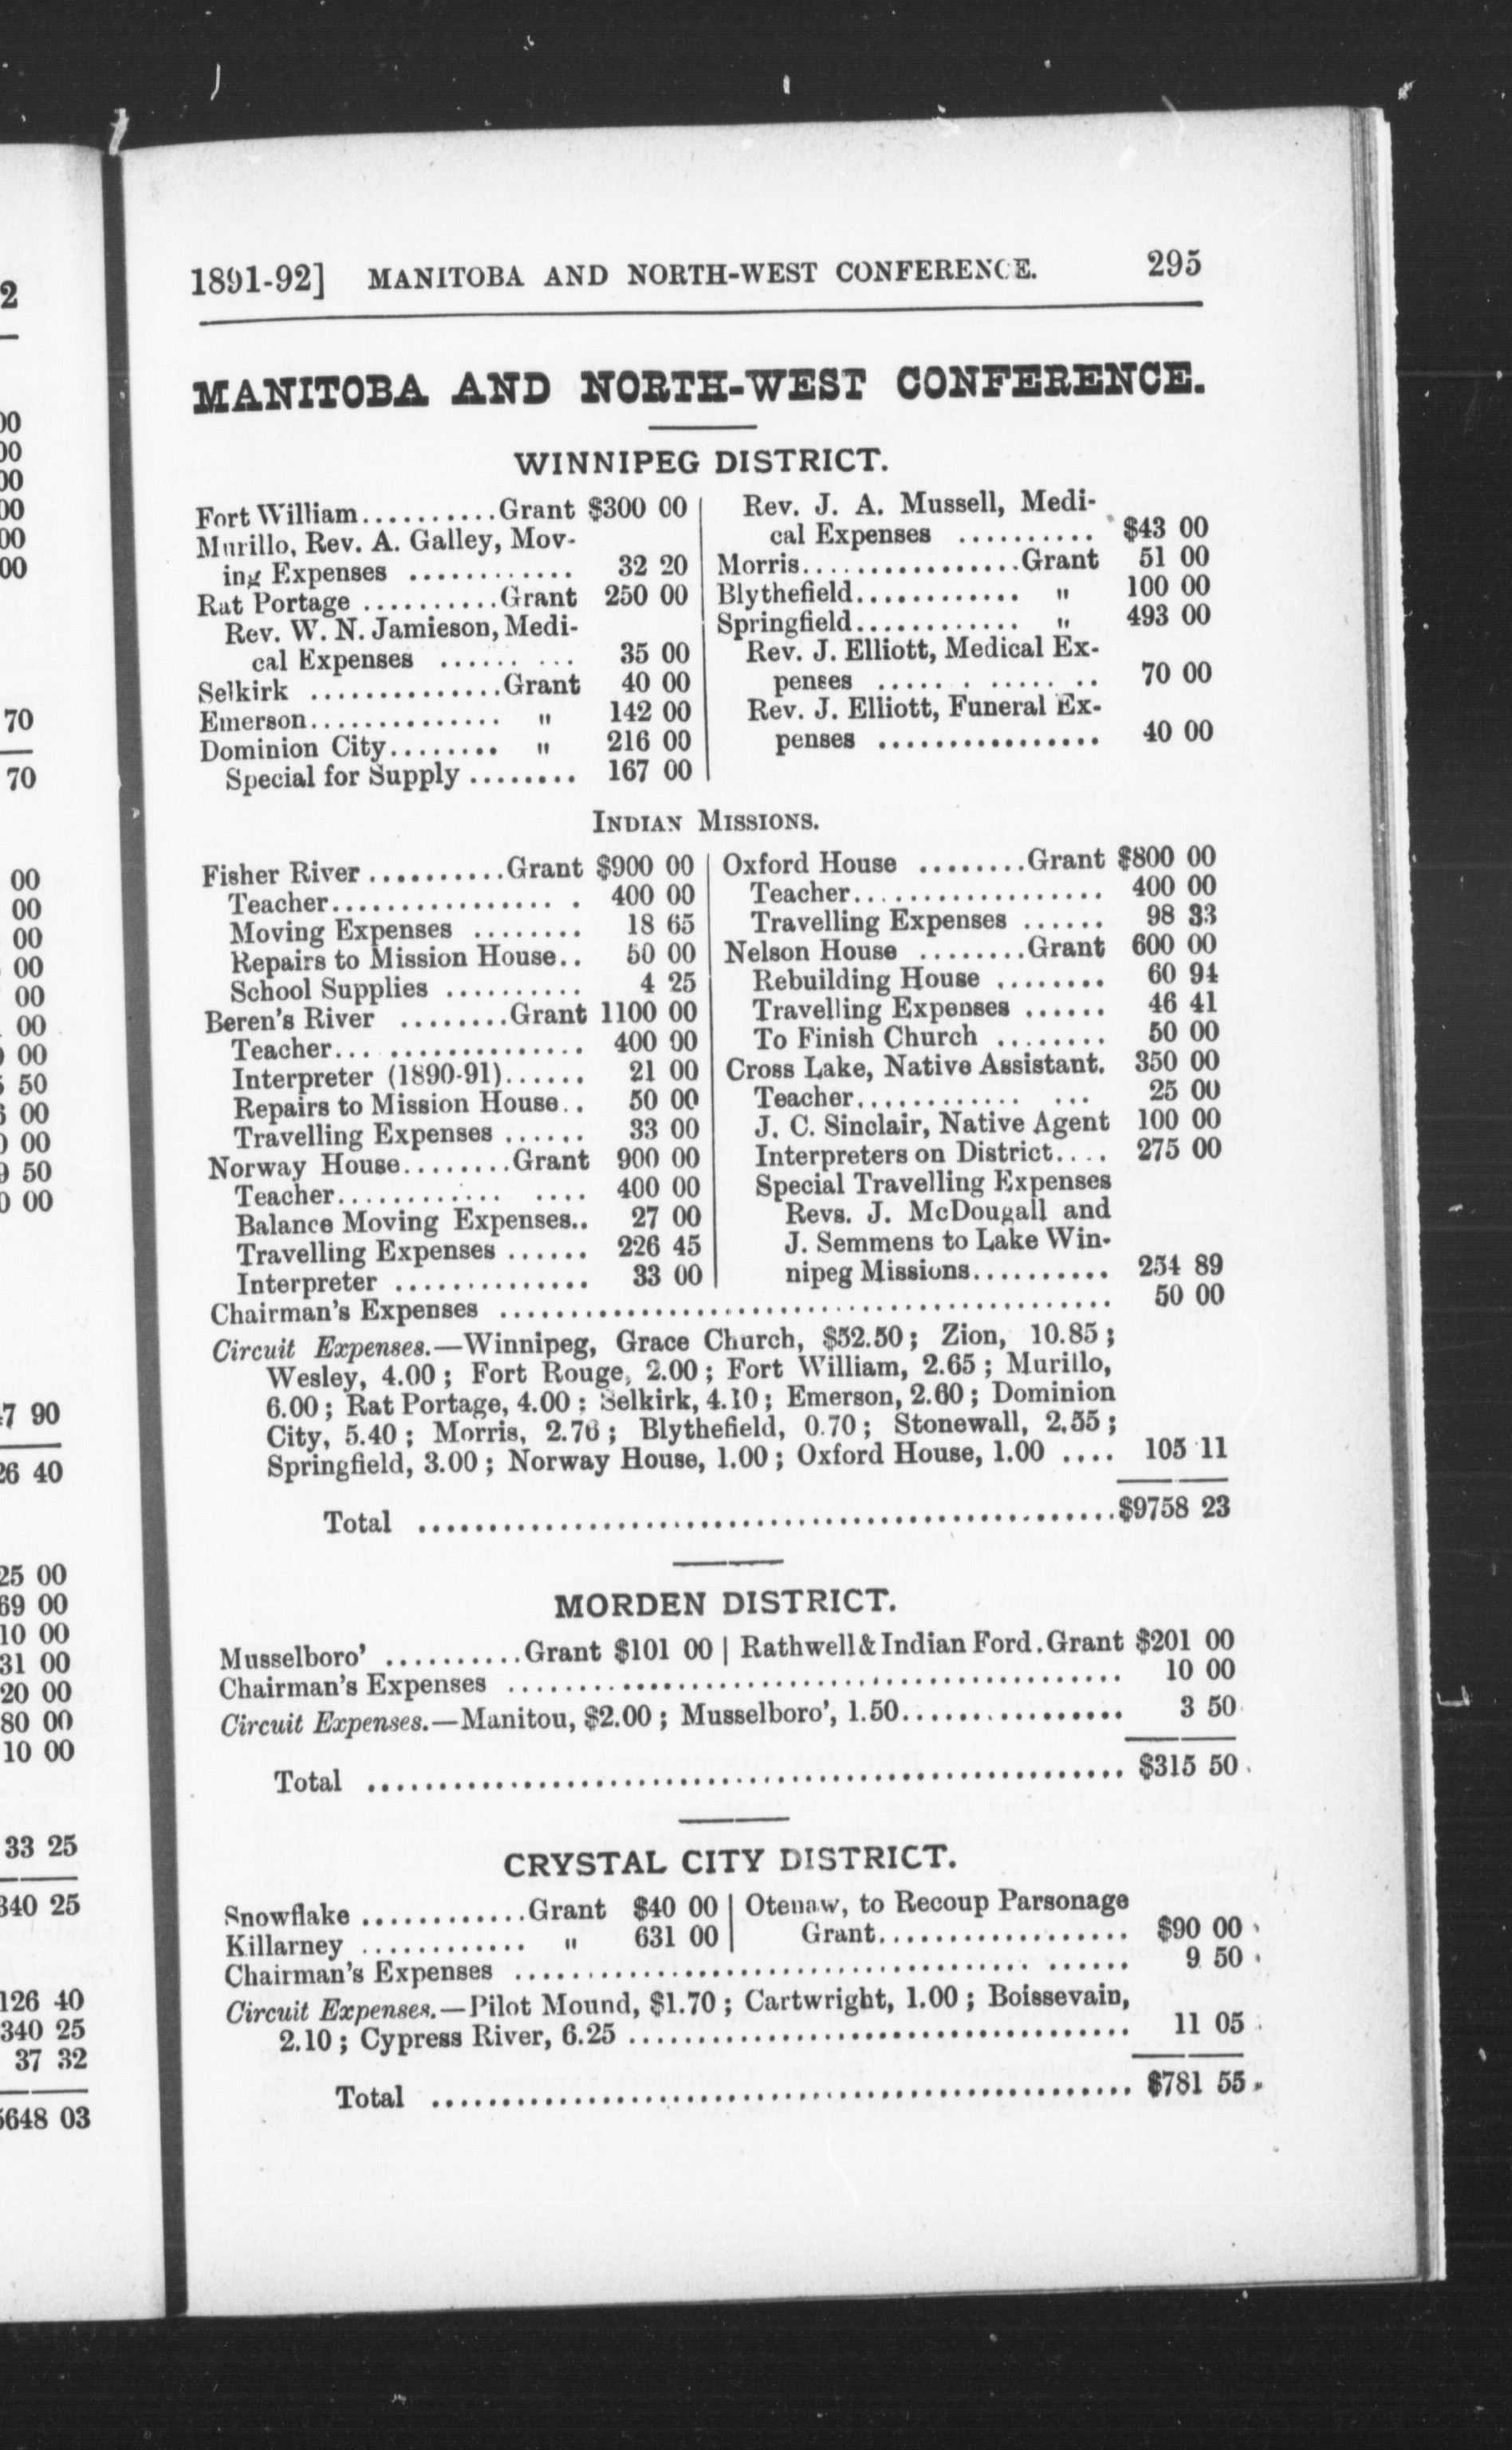 1891-92] MANITOBA AND NORTH-WEST CONFERENCE. 295
MANITOBA AND NORTH-WEST CONFERENCE.
WINNIPEG DISTRICT.
Fort William..........Grant $300 00
Murillo, Rev. A. Galley, Mov-
ing Expenses ............ 32 20
Rat Portage ..........Grant 250 00
Rev. W. N. Jamieson, Medi-
cal Expenses ...... ... 35 00
Selkirk ..............Grant 40 00
Emerson.............. " 142 00
Dominion City........ " 216 00
Special for Supply ........ 167 00
Rev. J. A. Mussell, Medi-
cal Expenses .......... $43 00
Morris................Grant 51 00
Blythefield............ " 100 00
Springfield............ " 493 00
Rev. J. Elliott, Medical Ex-
penses ...... . ..... .. 70 00
Rev. J. Elliott, Funeral Ex-
penses ................ 40 00
INDIAN MISSIONS.
Fisher River ..........Grant $900 00
Teacher................ . 400 00
Moving Expenses ........ 18 65
Repairs to Mission House.. 50 00
School Supplies .......... 4 25
Beren's River ........Grant 1100 00
Teacher... .............. 400 00
Interpreter (1890-91)...... 21 00
Repairs to Mission House.. 50 00
Travelling Expenses ...... 33 00
Norway House........Grant 900 00
Teacher............ .... 400 00
Balance Moving Expenses.. 27 00
Travelling Expenses ...... 226 45
Interpreter .............. 33 00
Oxford House ........Grant $800 00
Teacher.................. 400 00
Travelling Expenses ...... 98 33
Nelson House ........Grant 600 00
Rebuilding House ........ 60 94
Travelling Expenses ...... 46 41
To Finish Church ........ 50 00
Cross Lake, Native Assistant. 350 00
Teacher............ ... 25 00
J. C. Sinclair, Native Agent 100 00
Interpreters on District.... 275 00
Special Travelling Expenses
Revs. J. McDougall and
J. Semmens to Lake Win-
nipeg Missions.......... 254 89
Chairman's Expenses ............................................ 50 00
Circuit Expenses.—Winnipeg, Grace Church, $52.50; Zion, 10.85;
Wesley, 4.00; Fort Rouge, 2.00; Fort William, 2.65; Murillo,
6.00; Rat Portage, 4.00; Selkirk, 4.10; Emerson, 2.60; Dominion
City, 5.40; Morris, 2.76; Blythefield, 0.70; Stonewall, 2.55;
Springfield, 3.00; Norway House, 1.00; Oxford House, 1.00 .... 105 11
Total ..................................................$9758 23
MORDEN DISTRICT.
Musselboro' ..........Grant $101 00 | Rathwell & Indian Ford.Grant $201 00
Chairman's Expenses ............................................ 10 00
Circuit Expenses.—Manitou, $2.00; Musselboro', 1.50................ 3 50
Total ...................................................... $315 50
CRYSTAL CITY DISTRICT.
Snowflake ............Grant $40 00
Killarney ............ " 631 00
Otenaw, to Recoup Parsonage
Grant.................. $90 00
Chairman's Expenses ..................................... ...... 9 50
Circuit Expenses.—Pilot Mound, $1.70; Cartwright, 1.00; Boissevain,
2.10; Cypress River, 6.25 .................................... 11 05
Total .................................................. $781 55